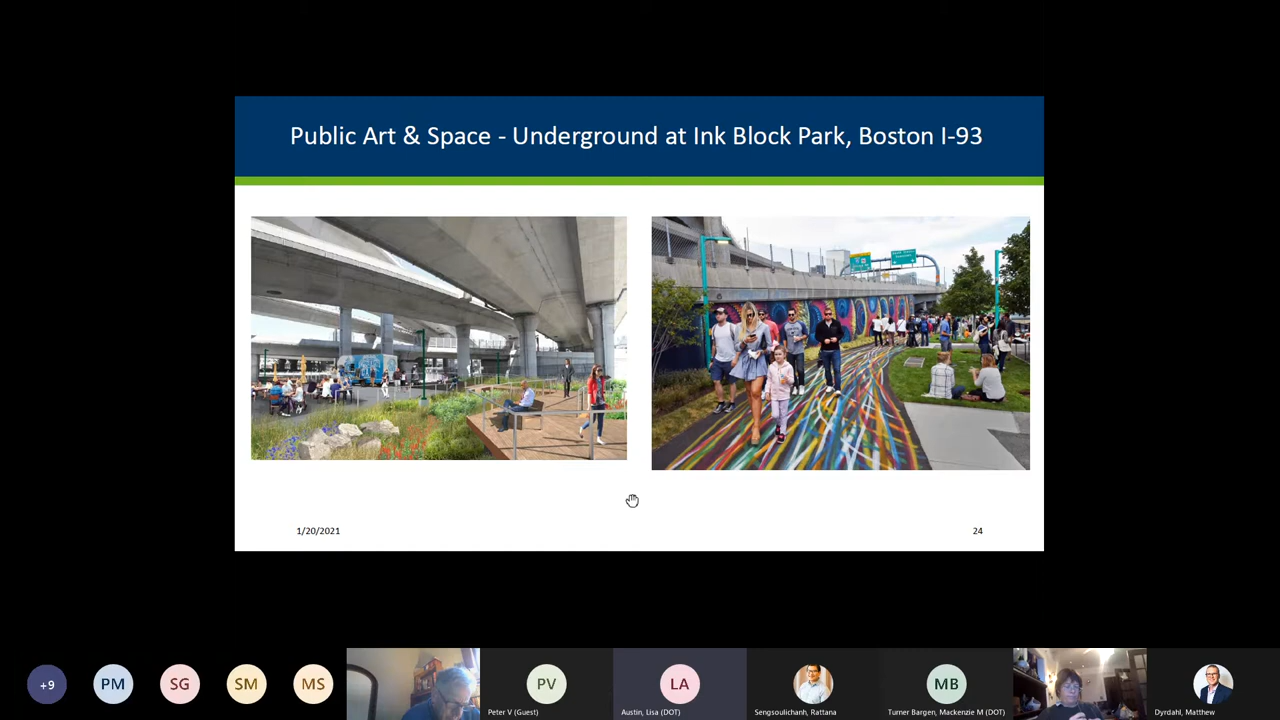 Public Art & Space - Underground at Ink Block Park, Boston I-93
1/20/2021
24
+9
PM
SG
SM
MS
PV
LA
MB
Peter V (Guest)
Austin, Lisa (DOT)
Sengsoulichanh, Rattana
Turner Bargen, Mackenzie M (DOT)
Dyrdahl, Matthew